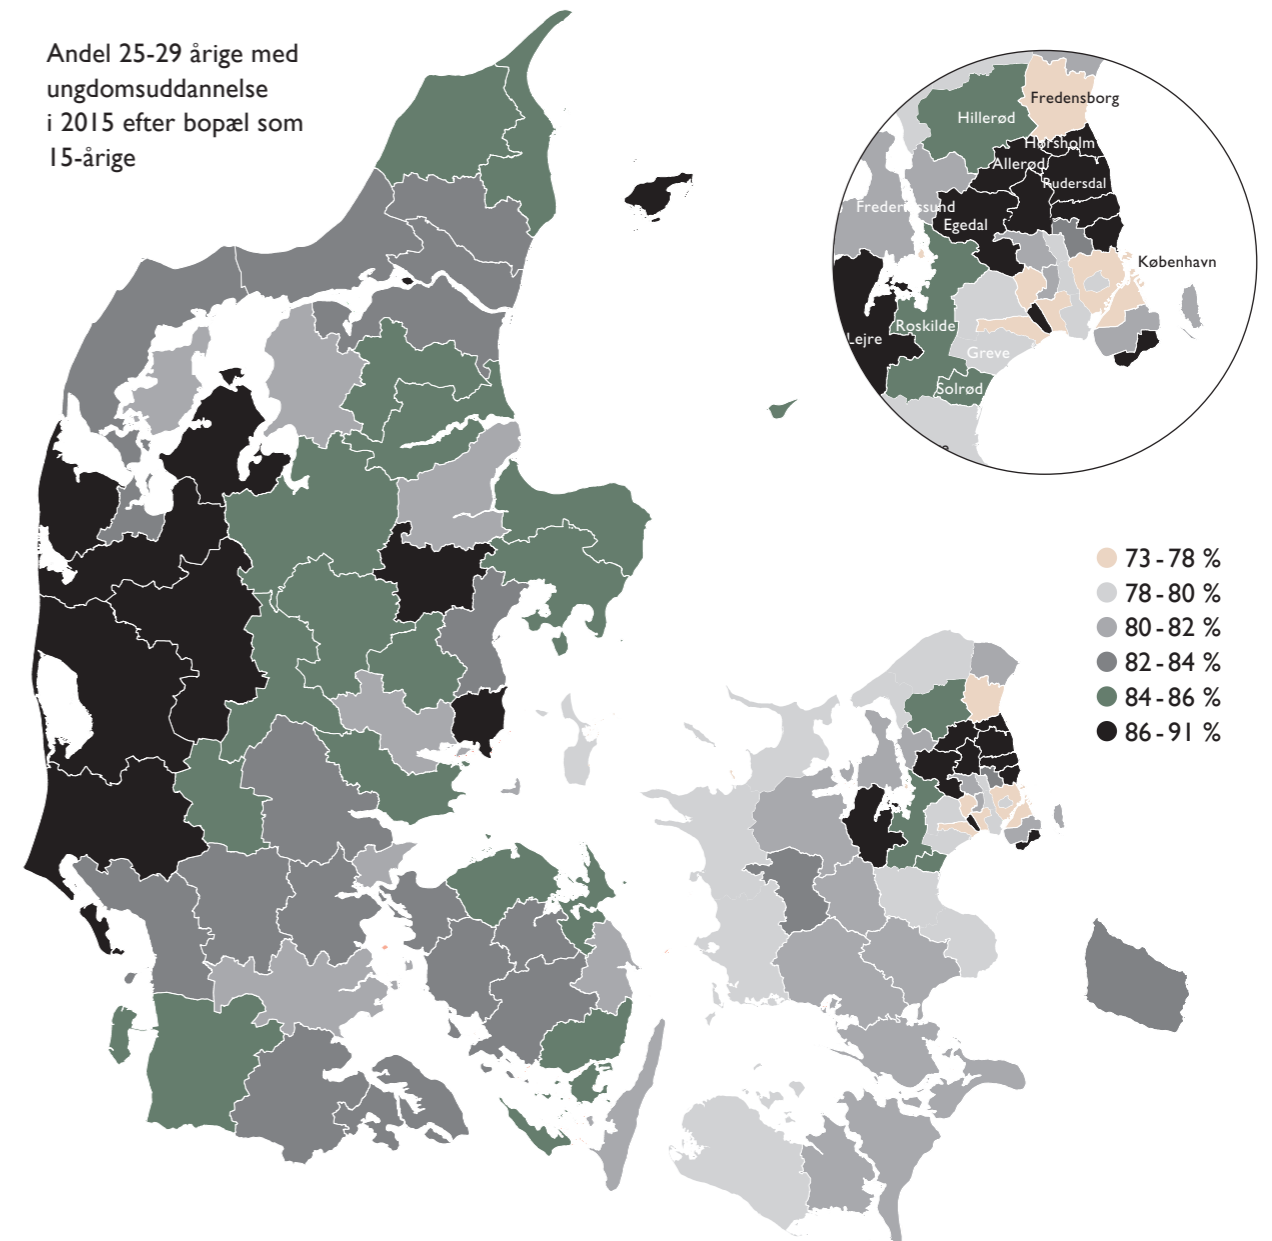 Andel 25-29 årige med
ungdomsuddannelse
i 2015 efter bopæl som
15-årige
Fredensborg
Hillerød
Hørsholm
Allerød
Rudersdal
Frederikssund
Egedal
København
Roskilde
Lejre
Greve
Solrød
73-78 %
78-80 %
80-82 %
82-84 %
84-86 %
86-91 %